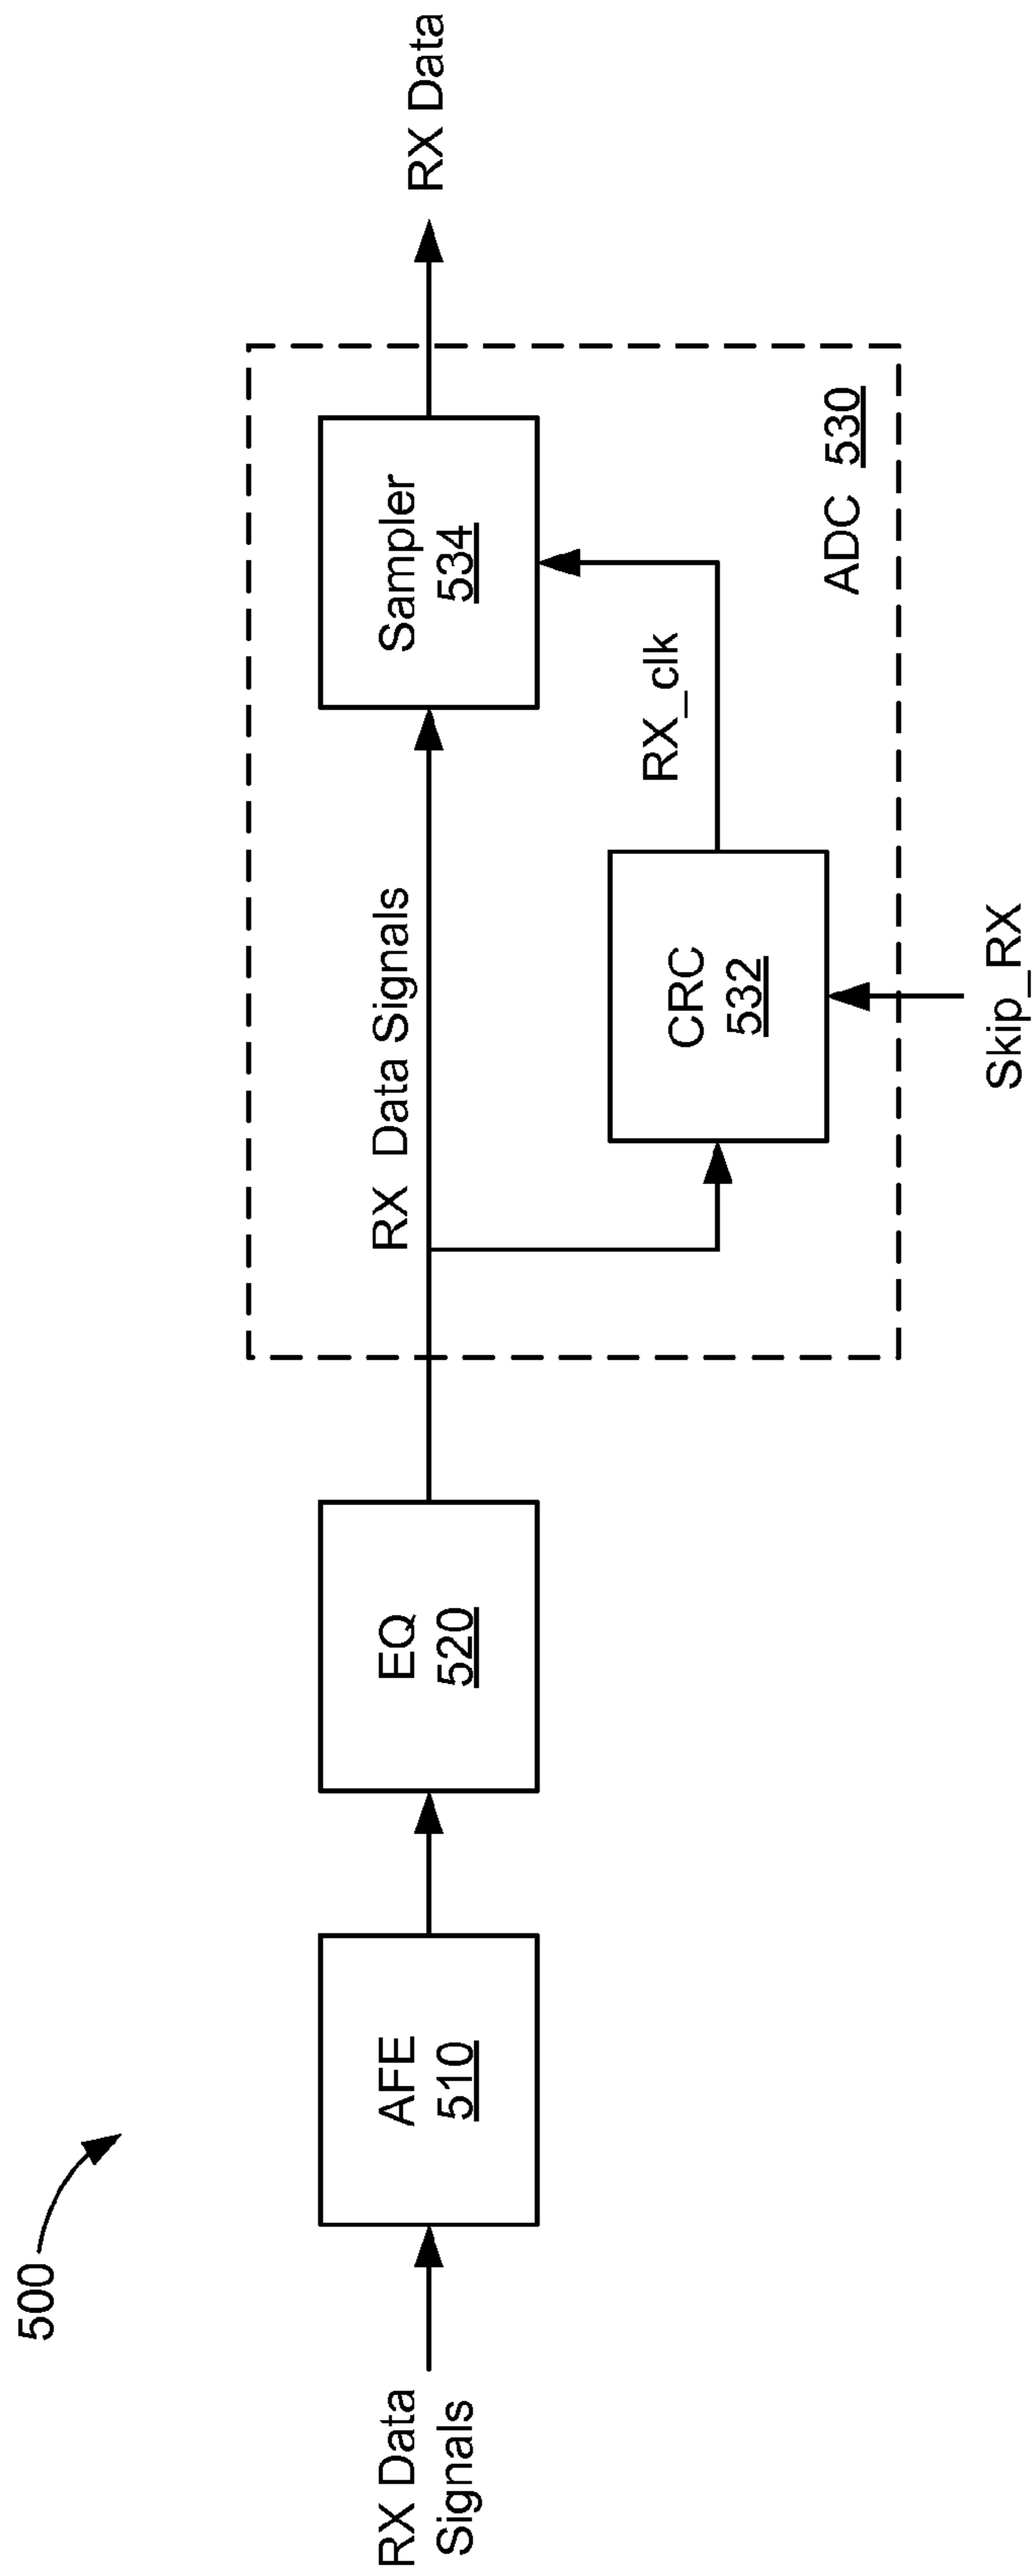 500
RX Data
Signals
AFE
510
EQ
520
RX Data Signals
CRC
532
Skip_RX
RX_clk
Sampler
534
ADC 530
RX Data